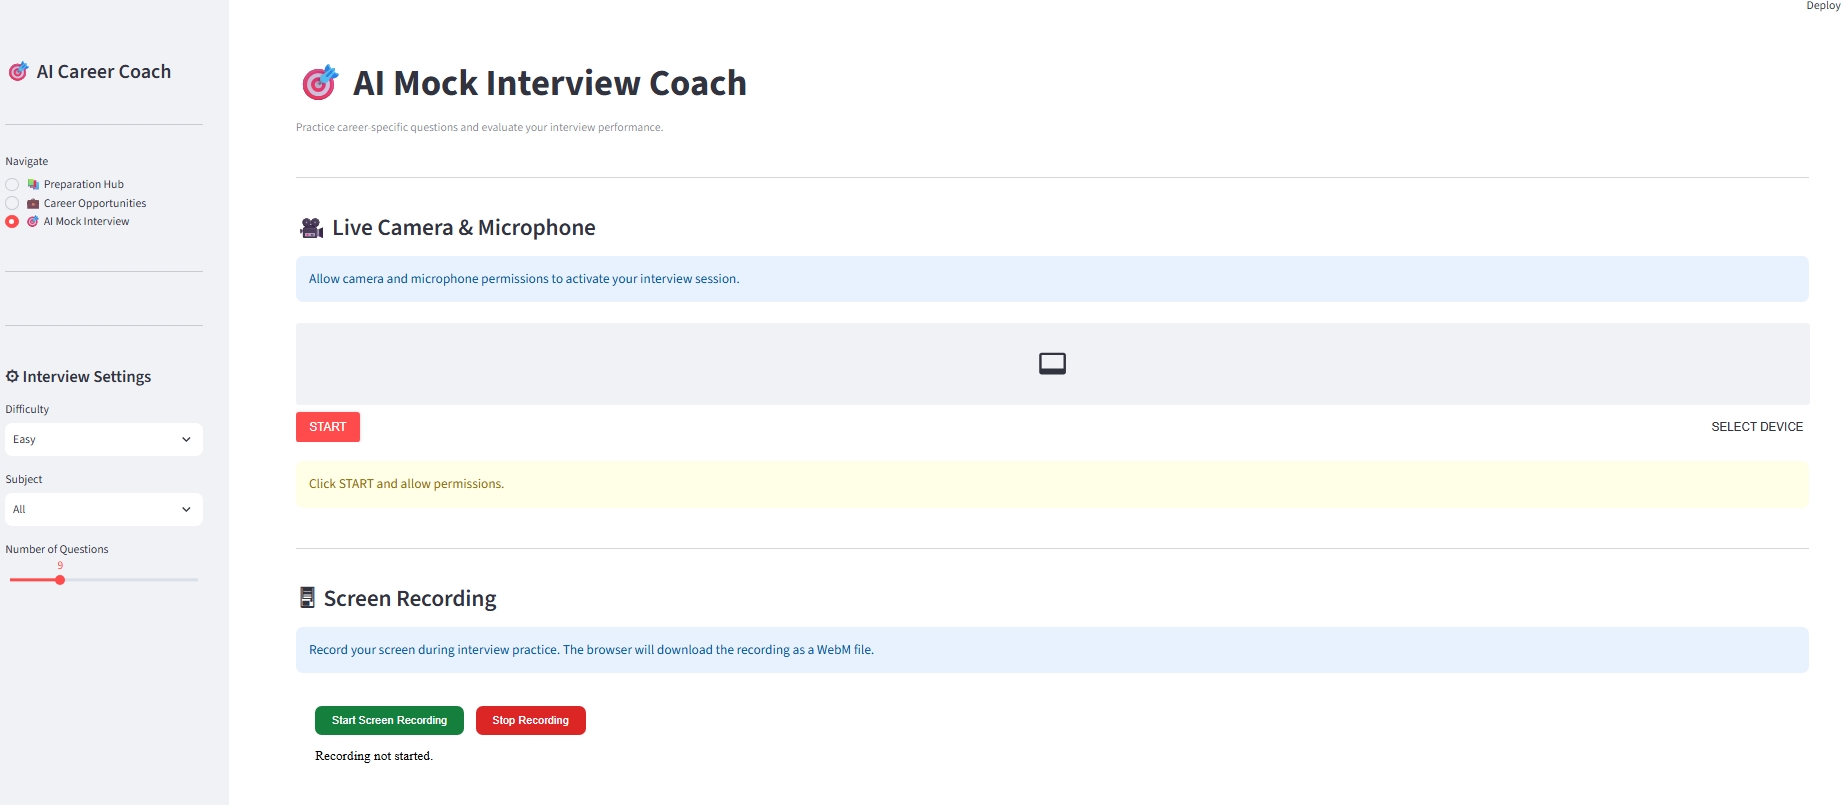 Deploy
AI Career Coach
Navigate
Preparation Hub
Career Opportunities
AI Mock Interview
Interview Settings
Difficulty
Easy
Subject
All
Number of Questions
9
AI Mock Interview Coach
Practice career-specific questions and evaluate your interview performance.
Live Camera & Microphone
Allow camera and microphone permissions to activate your interview session.
START
SELECT DEVICE
Click START and allow permissions.
Screen Recording
Record your screen during interview practice. The browser will download the recording as a WebM file.
Start Screen Recording
Stop Recording
Recording not started.